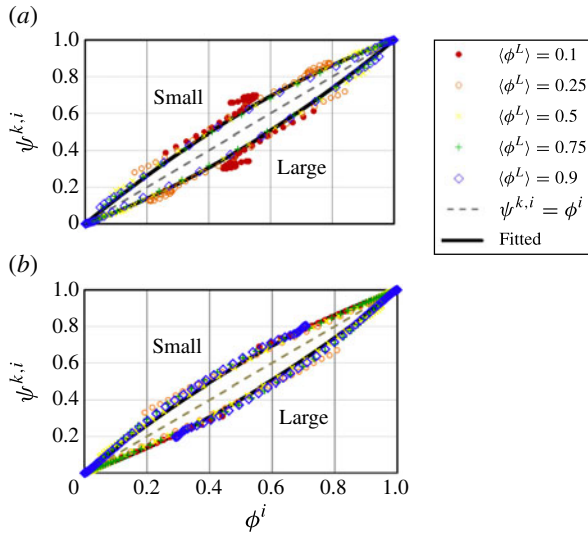 (a)
1.0
0.8
0.6
0.4
0.2
0
ψ^{k,i}
Small
Large
⟨ϕ^L⟩ = 0.1
⟨ϕ^L⟩ = 0.25
⟨ϕ^L⟩ = 0.5
⟨ϕ^L⟩ = 0.75
⟨ϕ^L⟩ = 0.9
ψ^{k,i} = ϕ^i
Fitted
(b)
1.0
0.8
0.6
0.4
0.2
ψ^{k,i}
Small
Large
0 0.2 0.4 0.6 0.8 1.0
ϕ^i